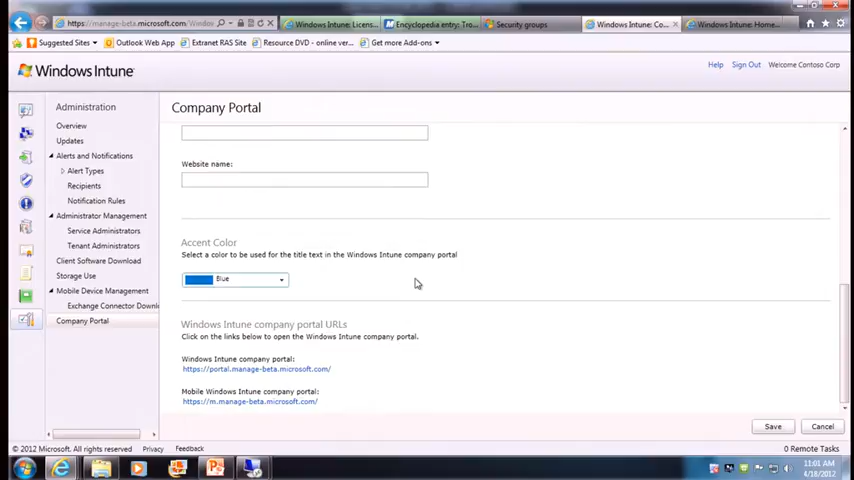 https://manage-beta.microsoft.com/Window
Windows Intune: Licens...
Encyclopedia entry: Tro...
Security groups
Windows Intune: Co...
Windows Intune: Home...
Suggested Sites
Outlook Web App
Extranet RAS Site
Resource DVD - online ver...
Get more Add-ons
Windows Intune
Help
Sign Out
Welcome Contoso Corp
Administration
Company Portal
Overview
Updates
Alerts and Notifications
Alert Types
Recipients
Notification Rules
Administrator Management
Service Administrators
Tenant Administrators
Client Software Download
Storage Use
Mobile Device Management
Exchange Connector Downl
Company Portal
Website name:
Accent Color
Select a color to be used for the title text in the Windows Intune company portal
Blue
Windows Intune company portal URLs
Click on the links below to open the Windows Intune company portal.
Windows Intune company portal:
https://portal.manage-beta.microsoft.com/
Mobile Windows Intune company portal:
https://m.manage-beta.microsoft.com/
Save
Cancel
© 2012 Microsoft. All rights reserved
Privacy
Feedback
0 Remote Tasks
11:01 AM
4/18/2012